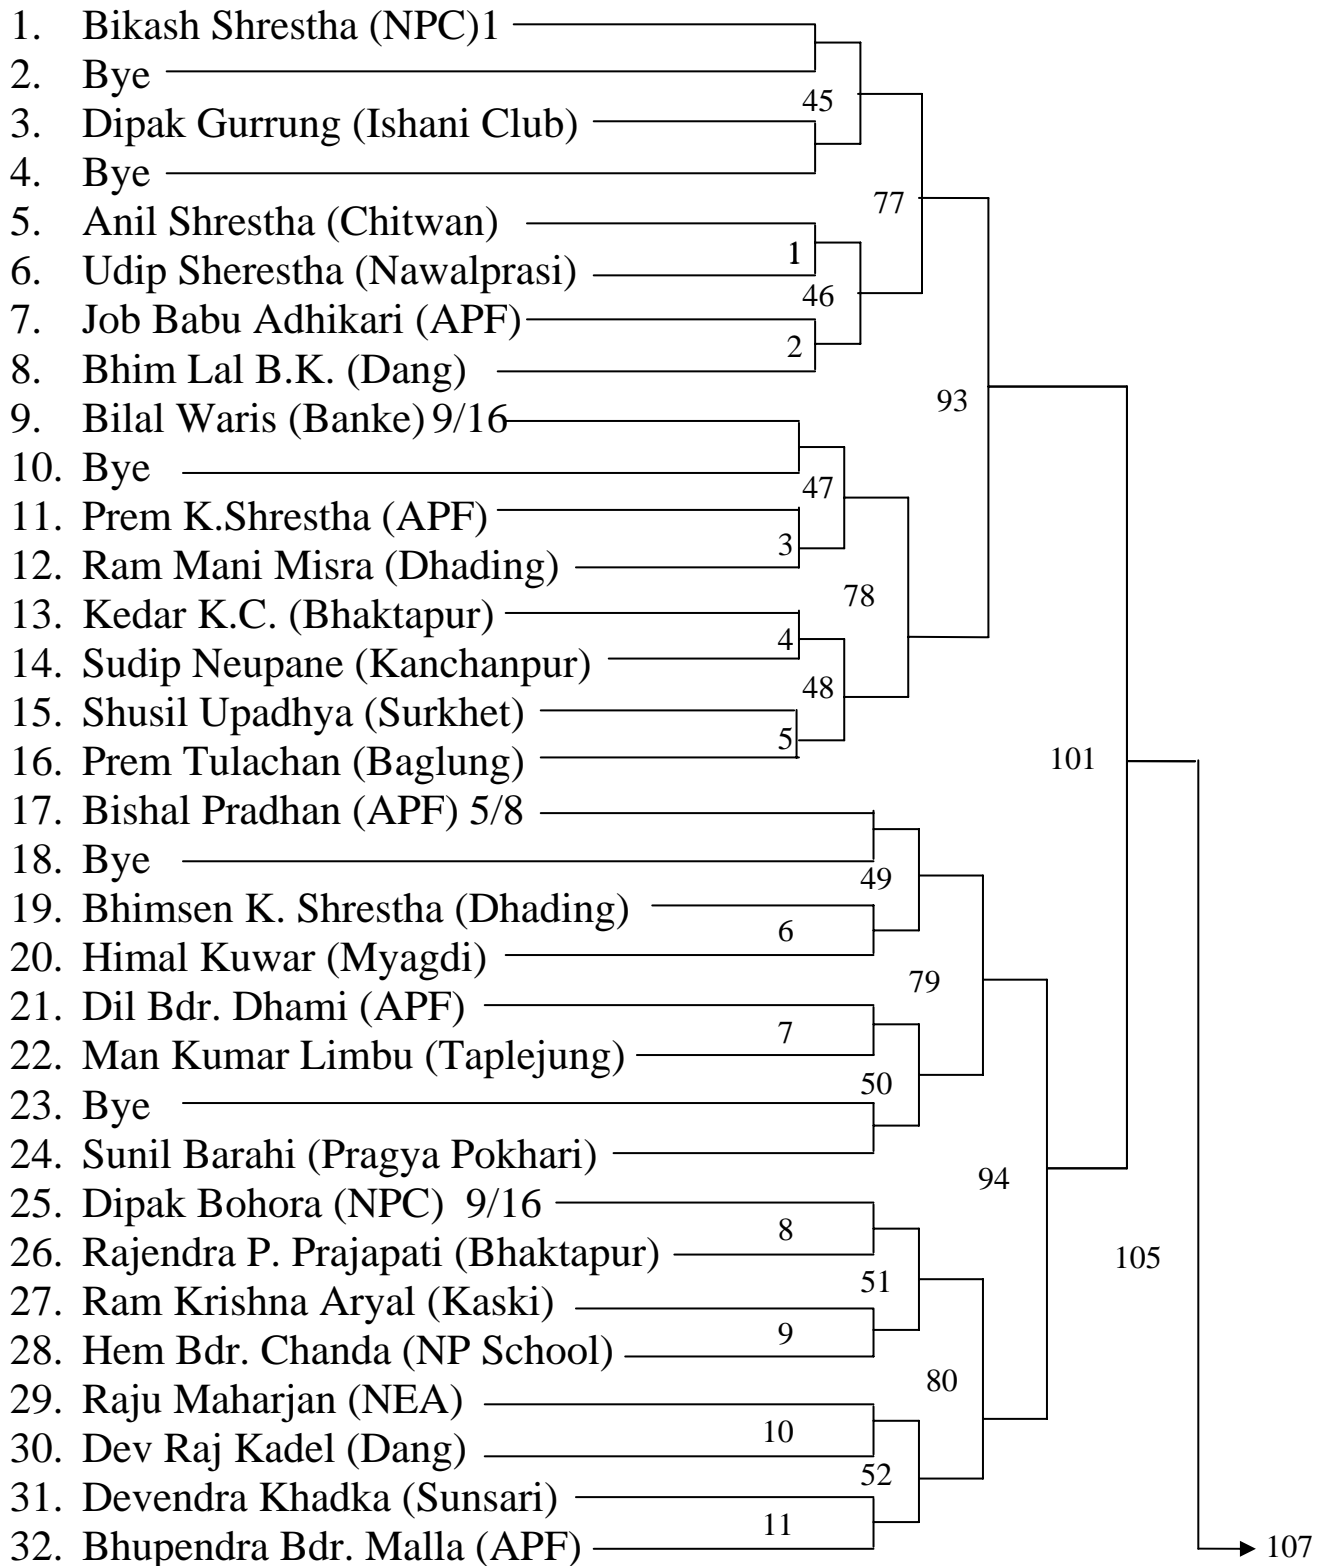 1. Bikash Shrestha (NPC)1
2. Bye
45
3. Dipak Gurrung (Ishani Club)
4. Bye
77
5. Anil Shrestha (Chitwan)
1
6. Udip Sherestha (Nawalprasi)
46
7. Job Babu Adhikari (APF)
2
8. Bhim Lal B.K. (Dang)
93
9. Bilal Waris (Banke) 9/16
10. Bye
47
11. Prem K.Shrestha (APF)
3
12. Ram Mani Misra (Dhading)
78
13. Kedar K.C. (Bhaktapur)
4
14. Sudip Neupane (Kanchanpur)
48
15. Shusil Upadhya (Surkhet)
5
16. Prem Tulachan (Baglung)
101
17. Bishal Pradhan (APF) 5/8
18. Bye
49
19. Bhimsen K. Shrestha (Dhading)
6
20. Himal Kuwar (Myagdi)
79
21. Dil Bdr. Dhami (APF)
7
22. Man Kumar Limbu (Taplejung)
50
23. Bye
24. Sunil Barahi (Pragya Pokhari)
94
25. Dipak Bohora (NPC) 9/16
8
26. Rajendra P. Prajapati (Bhaktapur)
105
51
27. Ram Krishna Aryal (Kaski)
9
28. Hem Bdr. Chanda (NP School)
80
29. Raju Maharjan (NEA)
10
30. Dev Raj Kadel (Dang)
52
31. Devendra Khadka (Sunsari)
11
32. Bhupendra Bdr. Malla (APF)
107